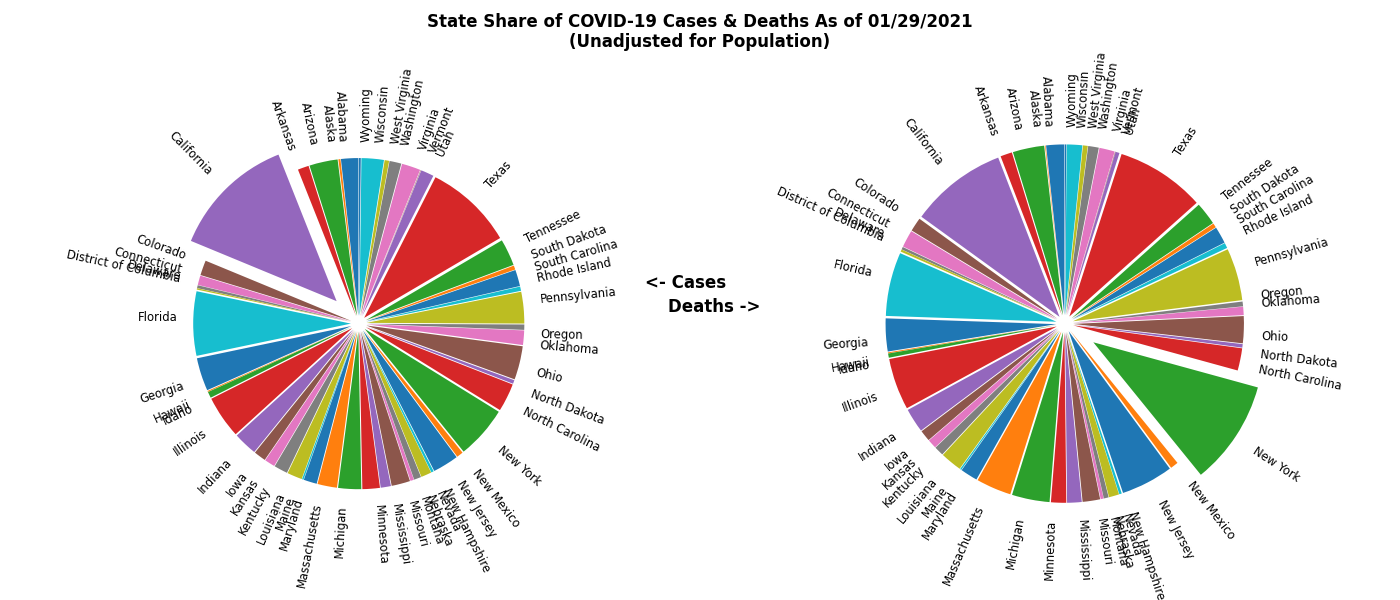 State Share of COVID-19 Cases & Deaths As of 01/29/2021
(Unadjusted for Population)
Alabama
Alaska
Arizona
Arkansas
California
Colorado
Connecticut
Delaware
District of Columbia
Florida
Georgia
Hawaii
Idaho
Illinois
Indiana
Iowa
Kansas
Kentucky
Louisiana
Maine
Maryland
Massachusetts
Michigan
Minnesota
Mississippi
Missouri
Montana
Nebraska
Nevada
New Hampshire
New Jersey
New Mexico
New York
North Carolina
North Dakota
Ohio
Oklahoma
Oregon
Pennsylvania
Rhode Island
South Carolina
South Dakota
Tennessee
Texas
Utah
Vermont
Virginia
Washington
West Virginia
Wisconsin
Wyoming
<- Cases
Deaths ->
Alabama
Alaska
Arizona
Arkansas
California
Colorado
Connecticut
Delaware
District of Columbia
Florida
Georgia
Hawaii
Idaho
Illinois
Indiana
Iowa
Kansas
Kentucky
Louisiana
Maine
Maryland
Massachusetts
Michigan
Minnesota
Mississippi
Missouri
Montana
Nebraska
Nevada
New Hampshire
New Jersey
New Mexico
New York
North Carolina
North Dakota
Ohio
Oklahoma
Oregon
Pennsylvania
Rhode Island
South Carolina
South Dakota
Tennessee
Texas
Utah
Vermont
Virginia
Washington
West Virginia
Wisconsin
Wyoming